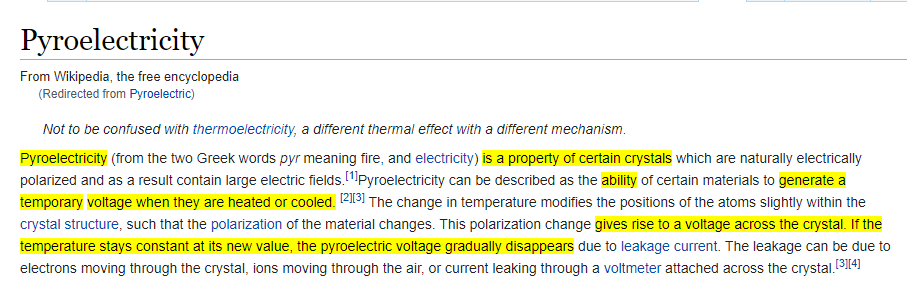 Pyroelectricity
From Wikipedia, the free encyclopedia
(Redirected from Pyroelectric)
Not to be confused with thermoelectricity, a different thermal effect with a different mechanism.
Pyroelectricity (from the two Greek words pyr meaning fire, and electricity) is a property of certain crystals which are naturally electrically
polarized and as a result contain large electric fields.[1]Pyroelectricity can be described as the ability of certain materials to generate a
temporary voltage when they are heated or cooled. [2][3] The change in temperature modifies the positions of the atoms slightly within the
crystal structure, such that the polarization of the material changes. This polarization change gives rise to a voltage across the crystal. If the
temperature stays constant at its new value, the pyroelectric voltage gradually disappears due to leakage current. The leakage can be due to
electrons moving through the crystal, ions moving through the air, or current leaking through a voltmeter attached across the crystal.[3][4]